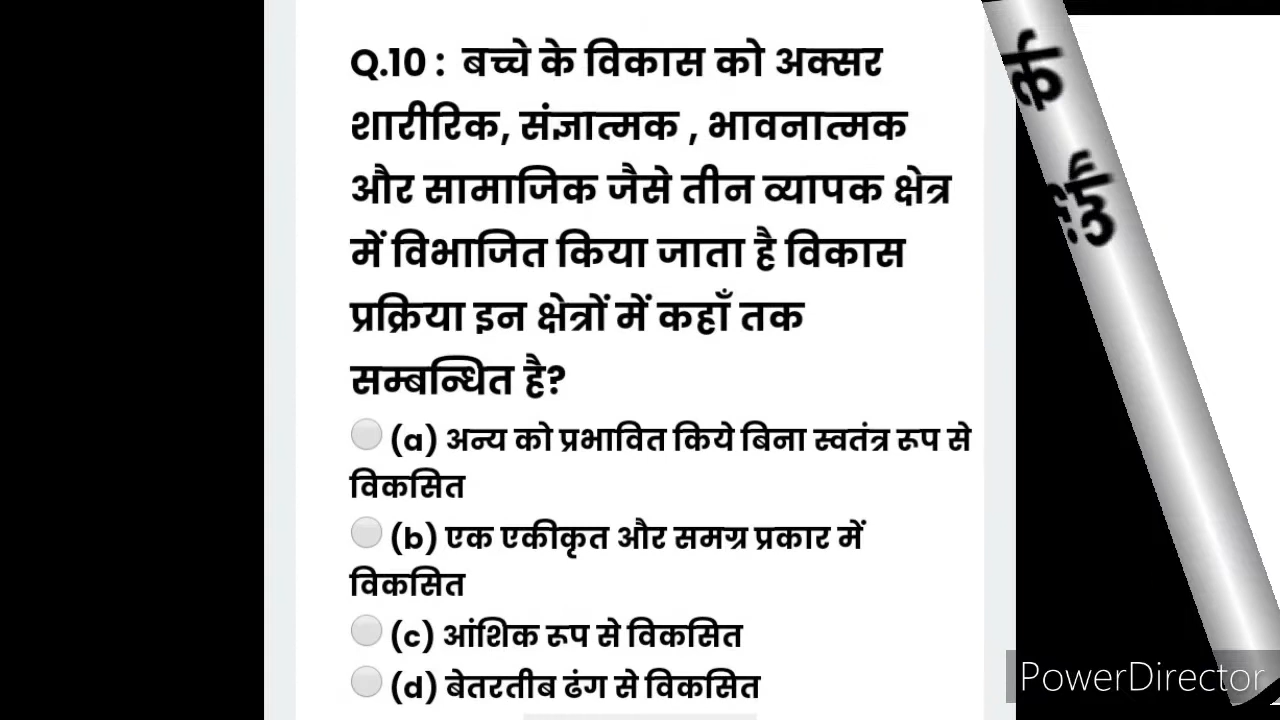 Q.10 : बच्चे के विकास को अक्सर
शारीरिक, संज्ञात्मक , भावनात्मक
और सामाजिक जैसे तीन व्यापक क्षेत्र
में विभाजित किया जाता है विकास
प्रक्रिया इन क्षेत्रों में कहाँ तक
सम्बन्धित है?
(a) अन्य को प्रभावित किये बिना स्वतंत्र रूप से
विकसित
(b) एक एकीकृत और समग्र प्रकार में
विकसित
(c) आंशिक रूप से विकसित
(d) बेतरतीब ढंग से विकसित
PowerDirector